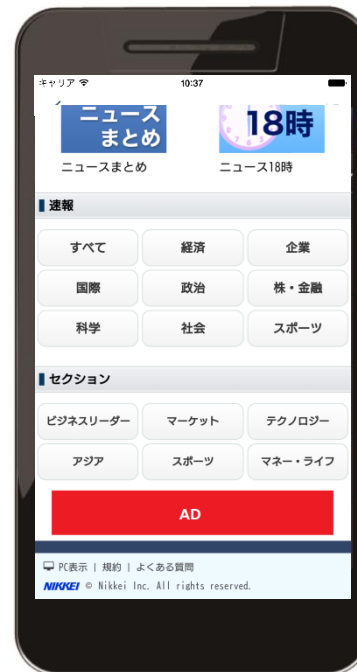 キャリア 10:37
ニュース 18時
まとめ
ニュースまとめ ニュース18時
速報
すべて 経済 企業
国際 政治 株・金融
科学 社会 スポーツ
セクション
ビジネスリーダー マーケット テクノロジー
アジア スポーツ マネー・ライフ
AD
PC表示 | 規約 | よくある質問
NIKKEI © Nikkei Inc. All rights reserved.